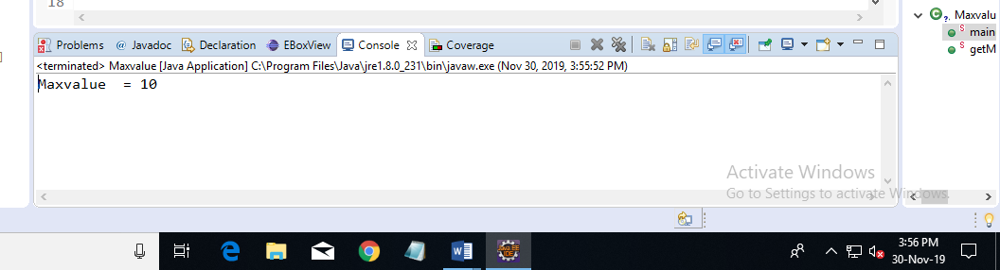 18
Problems @ Javadoc Declaration EBoxView Console Coverage
<terminated> Maxvalue [Java Application] C:\Program Files\Java\jre1.8.0_231\bin\javaw.exe (Nov 30, 2019, 3:55:52 PM)
Maxvalue  = 10
Maxvalu
main
getM
Activate Windows
Go to Settings to activate Windows.
3:56 PM
30-Nov-19